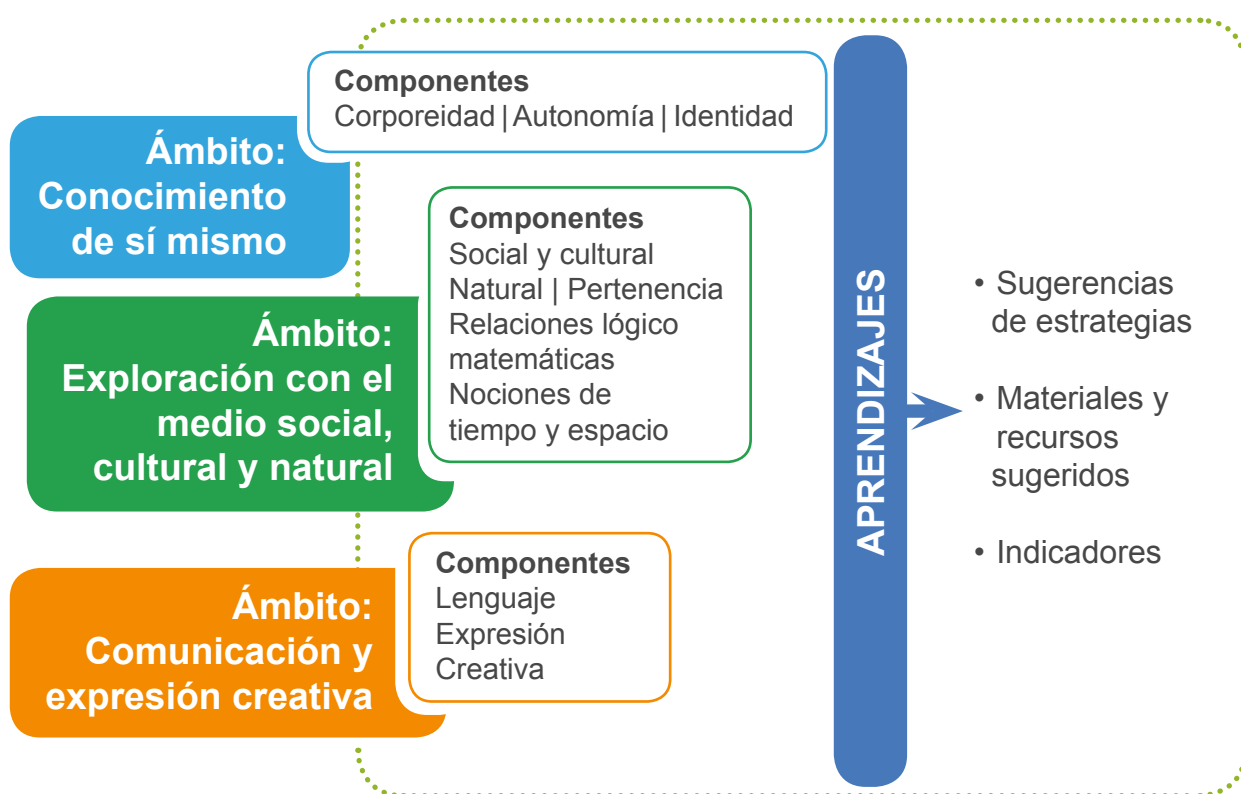 Componentes
Corporeidad | Autonomía | Identidad
Ámbito:
Conocimiento
de sí mismo
Componentes
Social y cultural
Natural | Pertenencia
Relaciones lógico
matemáticas
Nociones de
tiempo y espacio
Ámbito:
Exploración con el
medio social,
cultural y natural
Componentes
Lenguaje
Expresión
Creativa
Ámbito:
Comunicación y
expresión creativa
APRENDIZAJES
• Sugerencias
de estrategias
• Materiales y
recursos
sugeridos
• Indicadores